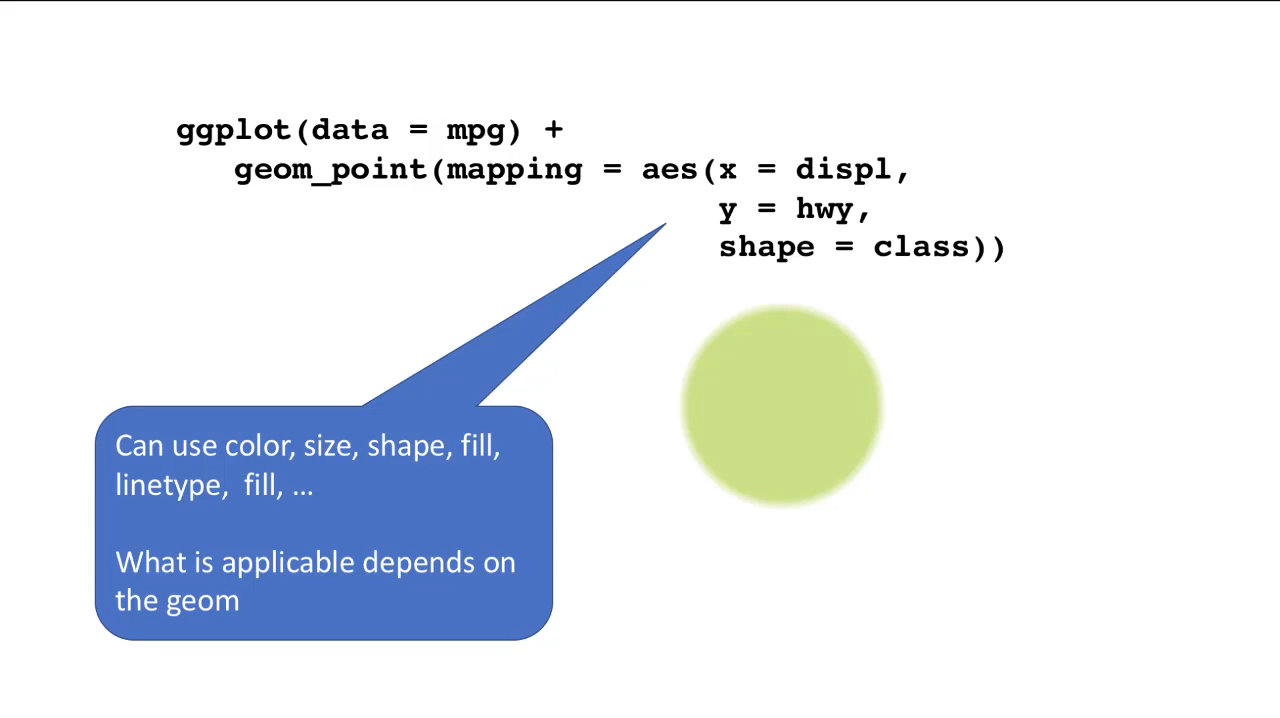 ggplot(data = mpg) +
geom_point(mapping = aes(x = displ,
y = hwy,
shape = class))
Can use color, size, shape, fill,
linetype,  fill, ...
What is applicable depends on
the geom